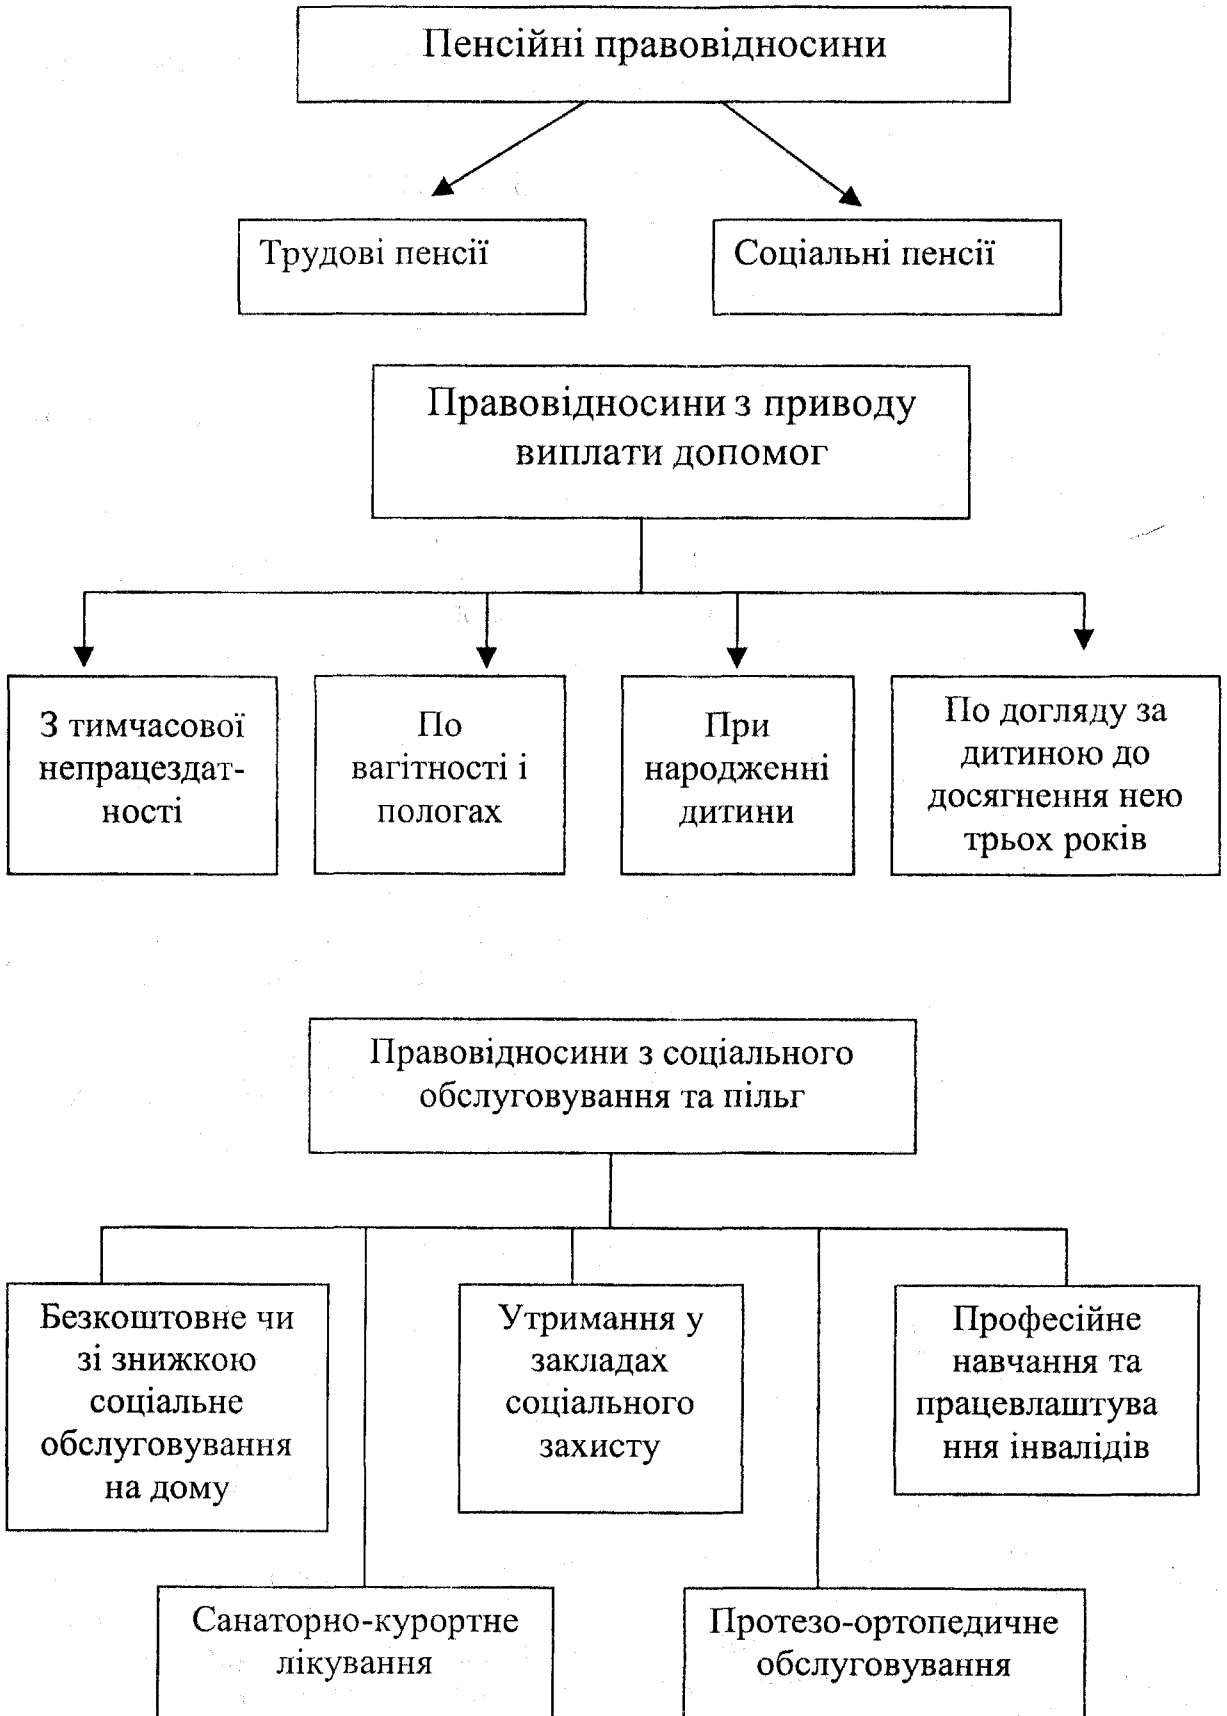 Пенсійні правовідносини
Трудові пенсії
Соціальні пенсії
Правовідносини з приводу
виплати допомог
З тимчасової
непрацездат-
ності
По
вагітності і
пологах
При
народженні
дитини
По догляду за
дитиною до
досягнення нею
трьох років
Правовідносини з соціального
обслуговування та пільг
Безкоштовне чи
зі знижкою
соціальне
обслуговування
на дому
Утримання у
закладах
соціального
захисту
Професійне
навчання та
працевлаштува
ння інвалідів
Санаторно-курортне
лікування
Протезо-ортопедичне
обслуговування